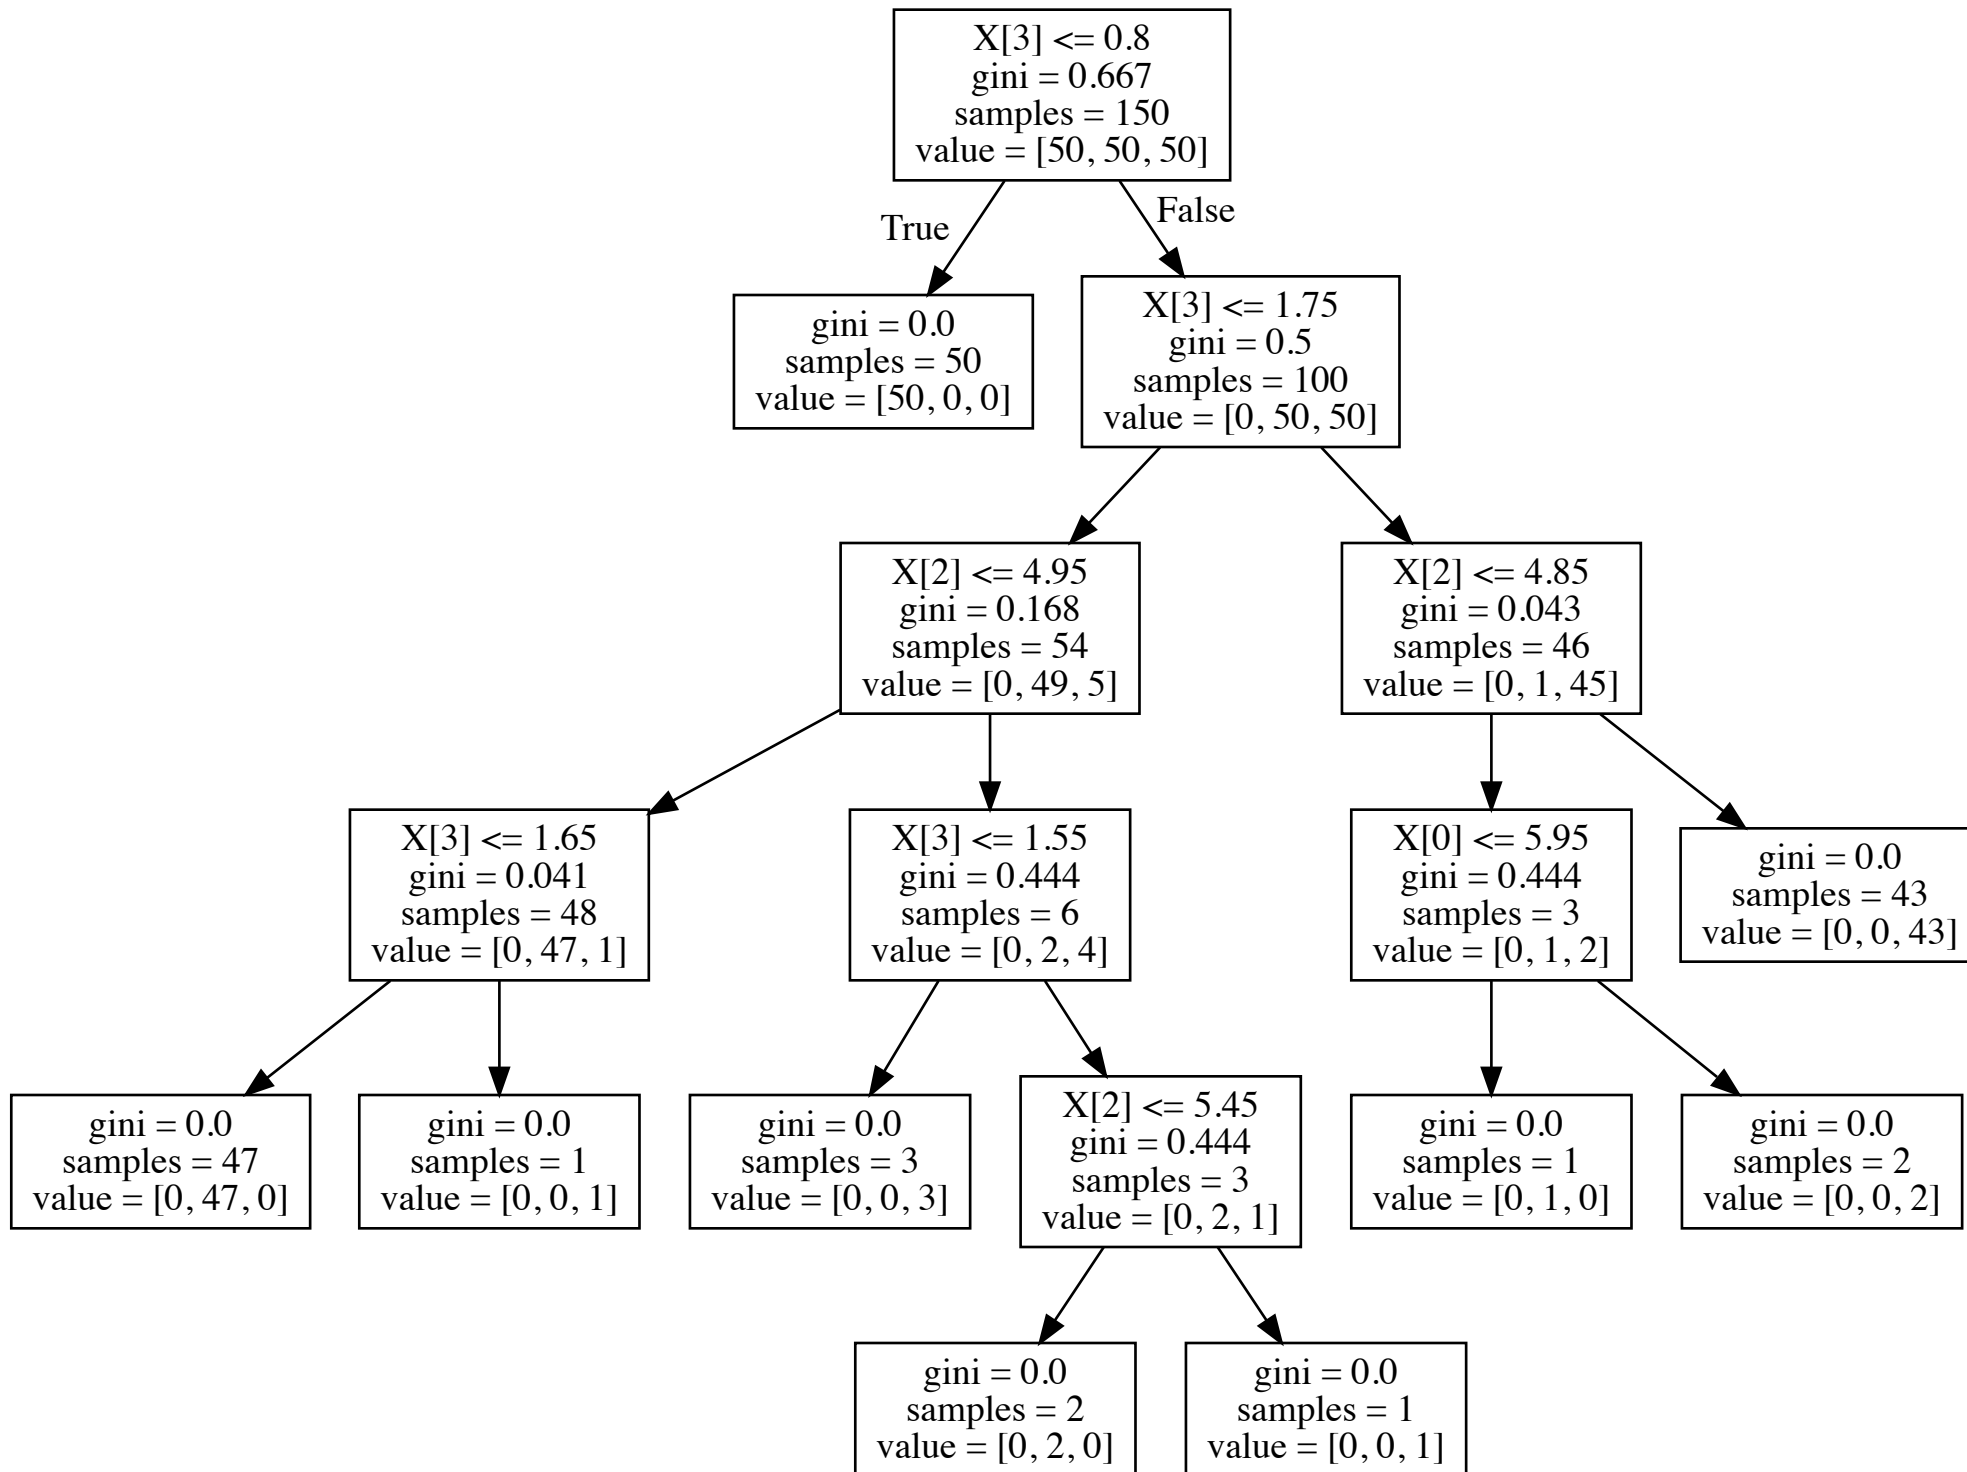 X[3] <= 0.8
gini = 0.667
samples = 150
value = [50, 50, 50]
True
False
gini = 0.0
samples = 50
value = [50, 0, 0]
X[3] <= 1.75
gini = 0.5
samples = 100
value = [0, 50, 50]
X[2] <= 4.95
gini = 0.168
samples = 54
value = [0, 49, 5]
X[2] <= 4.85
gini = 0.043
samples = 46
value = [0, 1, 45]
X[3] <= 1.65
gini = 0.041
samples = 48
value = [0, 47, 1]
X[3] <= 1.55
gini = 0.444
samples = 6
value = [0, 2, 4]
X[0] <= 5.95
gini = 0.444
samples = 3
value = [0, 1, 2]
gini = 0.0
samples = 43
value = [0, 0, 43]
gini = 0.0
samples = 47
value = [0, 47, 0]
gini = 0.0
samples = 1
value = [0, 0, 1]
gini = 0.0
samples = 3
value = [0, 0, 3]
X[2] <= 5.45
gini = 0.444
samples = 3
value = [0, 2, 1]
gini = 0.0
samples = 1
value = [0, 1, 0]
gini = 0.0
samples = 2
value = [0, 0, 2]
gini = 0.0
samples = 2
value = [0, 2, 0]
gini = 0.0
samples = 1
value = [0, 0, 1]